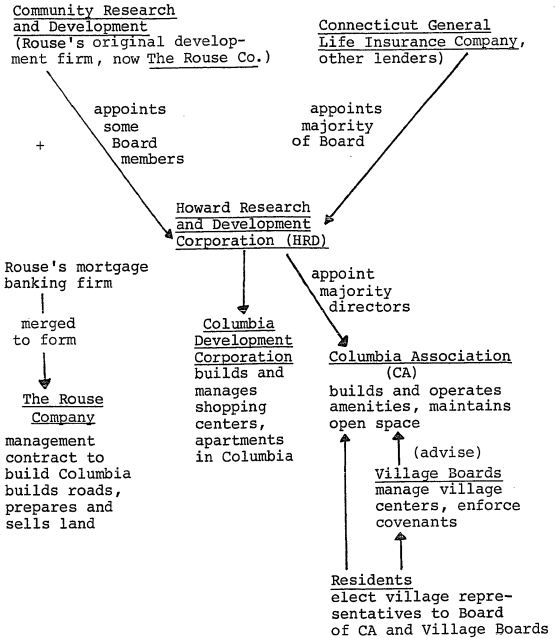 Community Research
and Development
(Rouse's original develop-
ment firm, now The Rouse Co.)
Connecticut General
Life Insurance Company,
other lenders)
appoints
some
Board
members
appoints
majority
of Board
+
Howard Research
and Development
Corporation (HRD)
Rouse's mortgage
banking firm
merged
to form
The Rouse
Company
management
contract to
build Columbia
builds roads,
prepares and
sells land
Columbia
Development
Corporation
builds and
manages
shopping
centers,
apartments
in Columbia
appoint
majority
directors
Columbia Association
(CA)
builds and operates
amenities, maintains
open space
(advise)
Village Boards
manage village
centers, enforce
covenants
Residents
elect village repre-
sentatives to Board
of CA and Village Boards